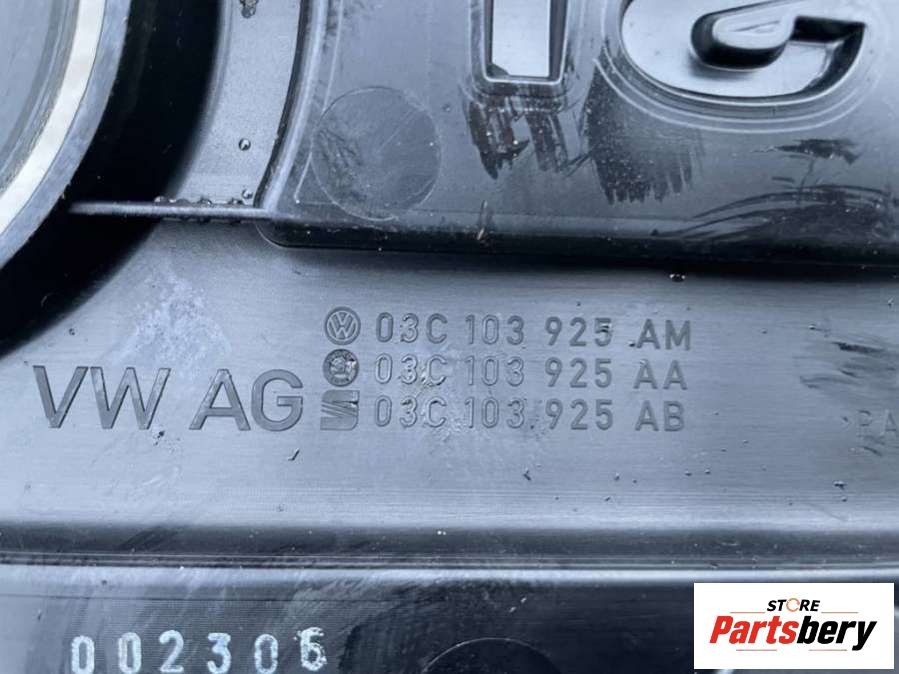 03C 103 925 AM
03C 103 925 AA
VW AG 03C 103 925 AB
002306
STORE
Partsbery